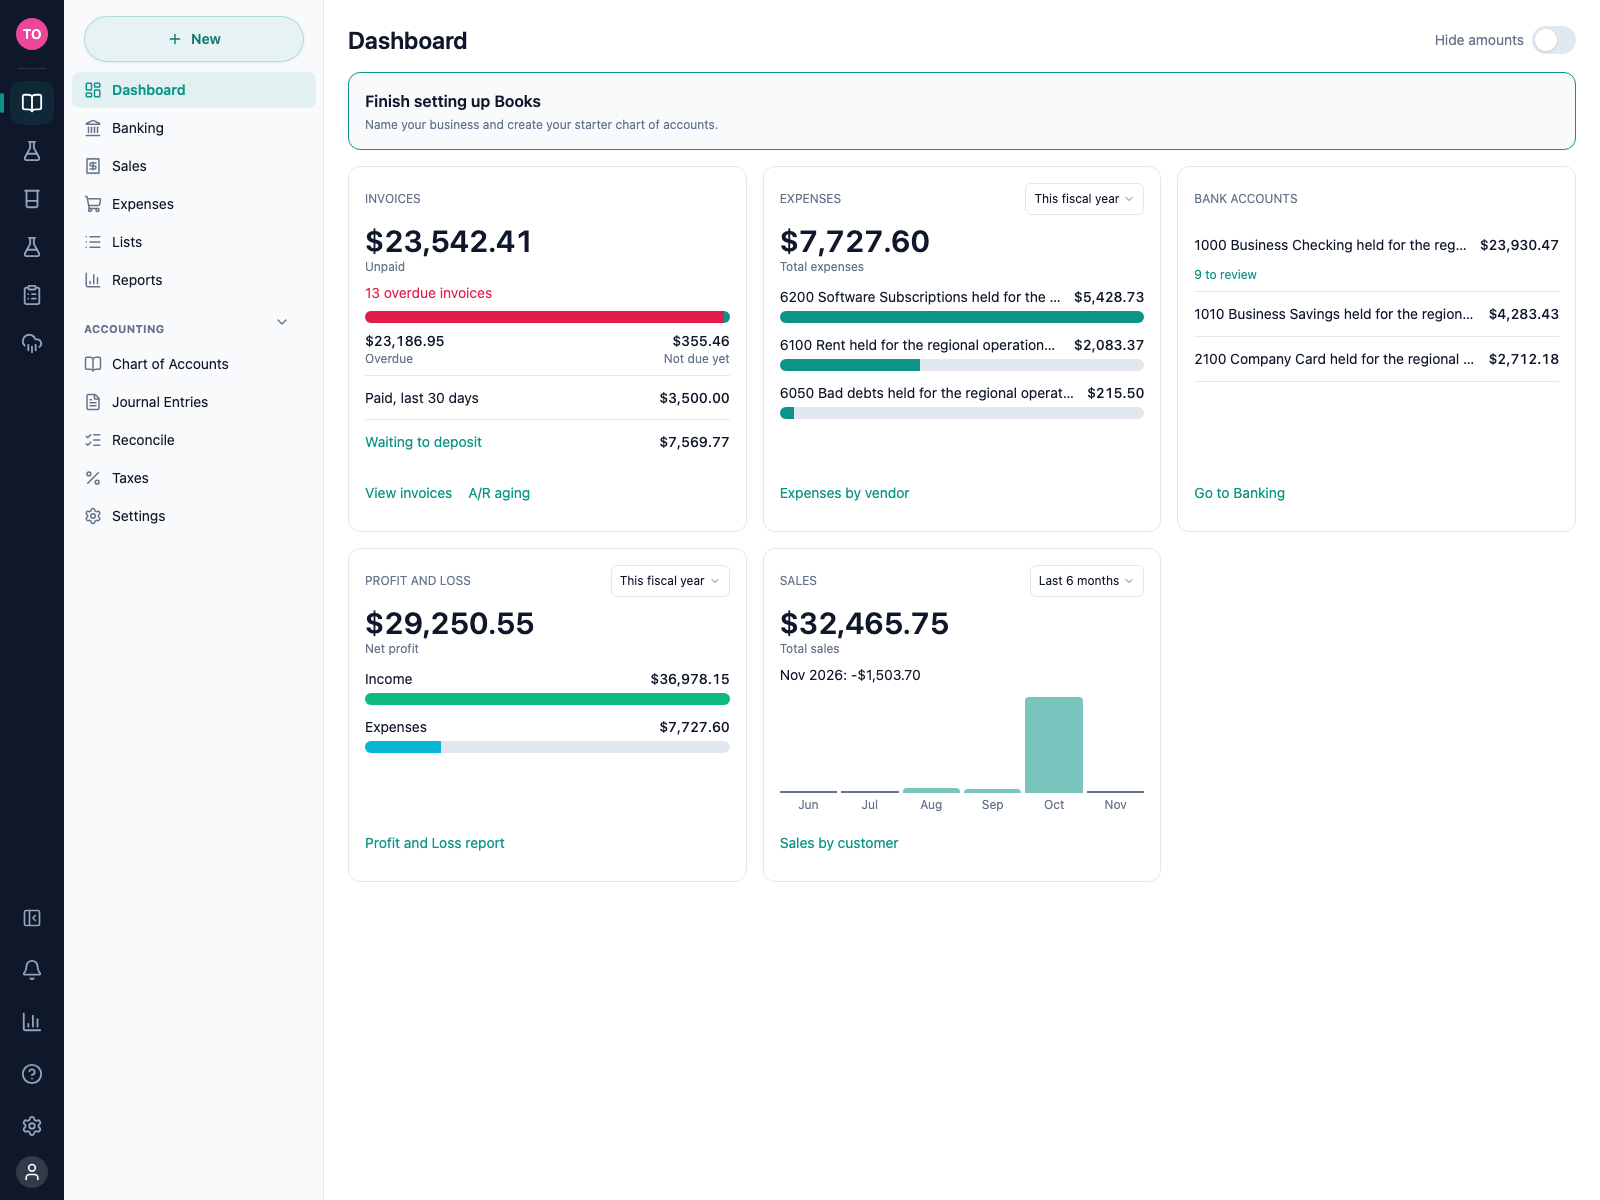 TO
New
Dashboard
Banking
Sales
Expenses
Lists
Reports
ACCOUNTING
Chart of Accounts
Journal Entries
Reconcile
Taxes
Settings
Dashboard
Hide amounts
Finish setting up Books
Name your business and create your starter chart of accounts.
INVOICES
$23,542.41
Unpaid
13 overdue invoices
$23,186.95 $355.46
Overdue Not due yet
Paid, last 30 days $3,500.00
Waiting to deposit $7,569.77
View invoices A/R aging
EXPENSES This fiscal year
$7,727.60
Total expenses
6200 Software Subscriptions held for the ... $5,428.73
6100 Rent held for the regional operation... $2,083.37
6050 Bad debts held for the regional operat... $215.50
Expenses by vendor
BANK ACCOUNTS
1000 Business Checking held for the reg... $23,930.47
9 to review
1010 Business Savings held for the region... $4,283.43
2100 Company Card held for the regional ... $2,712.18
Go to Banking
PROFIT AND LOSS This fiscal year
$29,250.55
Net profit
Income $36,978.15
Expenses $7,727.60
Profit and Loss report
SALES Last 6 months
$32,465.75
Total sales
Nov 2026: -$1,503.70
Jun Jul Aug Sep Oct Nov
Sales by customer